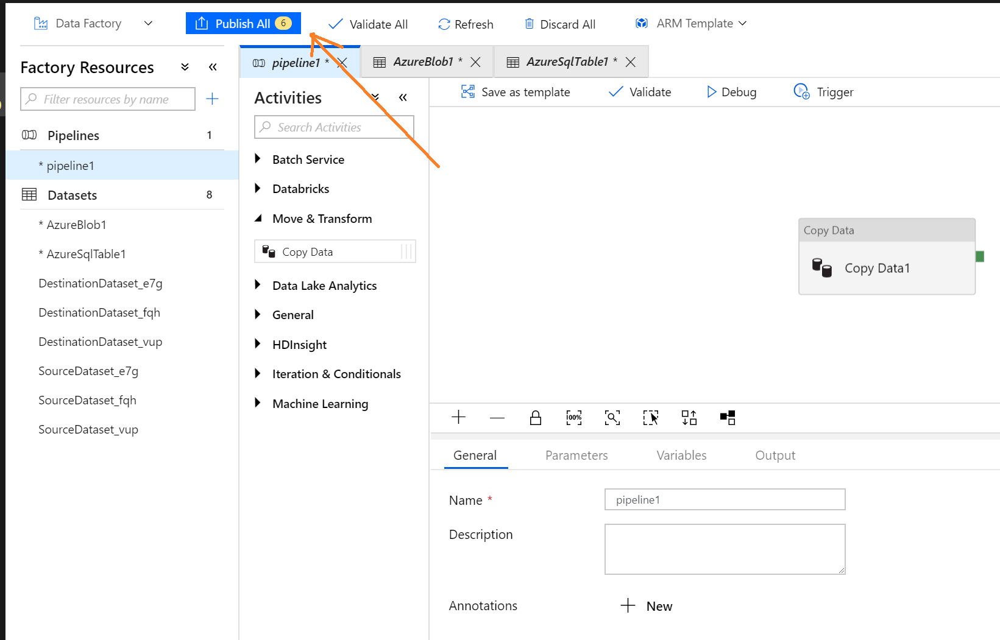 Data Factory
Publish All 6
Validate All
Refresh
Discard All
ARM Template
Factory Resources
Filter resources by name
Pipelines 1
* pipeline1
Datasets 8
* AzureBlob1
* AzureSqlTable1
DestinationDataset_e7g
DestinationDataset_fqh
DestinationDataset_vup
SourceDataset_e7g
SourceDataset_fqh
SourceDataset_vup
pipeline1 *
AzureBlob1 *
AzureSqlTable1 *
Activities
Search Activities
Batch Service
Databricks
Move & Transform
Copy Data
Data Lake Analytics
General
HDInsight
Iteration & Conditionals
Machine Learning
Save as template
Validate
Debug
Trigger
Copy Data
Copy Data1
100%
General
Parameters
Variables
Output
Name *
pipeline1
Description
Annotations
New